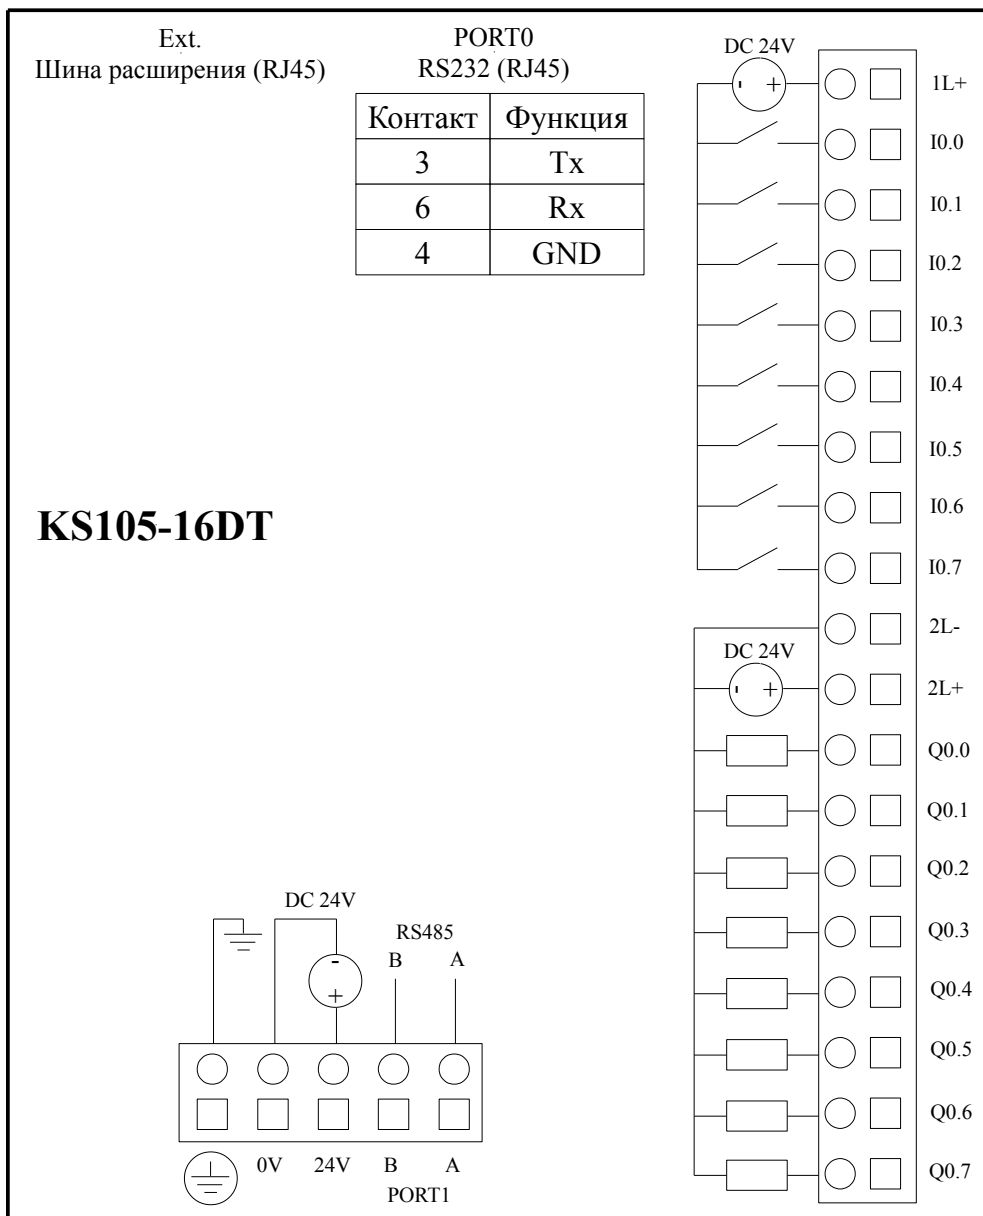 Ext.
Шина расширения (RJ45)
PORT0
RS232 (RJ45)
Контакт Функция
3 Tx
6 Rx
4 GND
DC 24V
- +
1L+
I0.0
I0.1
I0.2
I0.3
I0.4
I0.5
I0.6
I0.7
KS105-16DT
2L-
DC 24V
- +
2L+
Q0.0
Q0.1
Q0.2
Q0.3
Q0.4
Q0.5
Q0.6
Q0.7
DC 24V
-
+
RS485
B A
0V 24V B A
PORT1